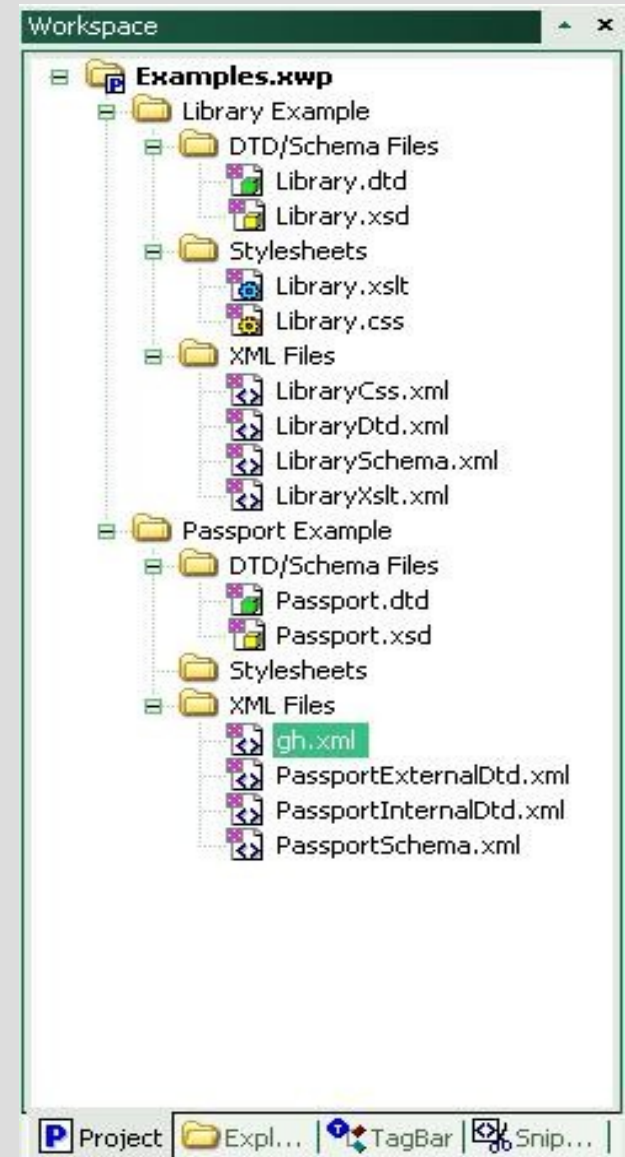 Workspace
Examples.xwp
Library Example
DTD/Schema Files
Library.dtd
Library.xsd
Stylesheets
Library.xslt
Library.css
XML Files
LibraryCss.xml
LibraryDtd.xml
LibrarySchema.xml
LibraryXslt.xml
Passport Example
DTD/Schema Files
Passport.dtd
Passport.xsd
Stylesheets
XML Files
gh.xml
PassportExternalDtd.xml
PassportInternalDtd.xml
PassportSchema.xml
P Project Expl... TagBar Snip...